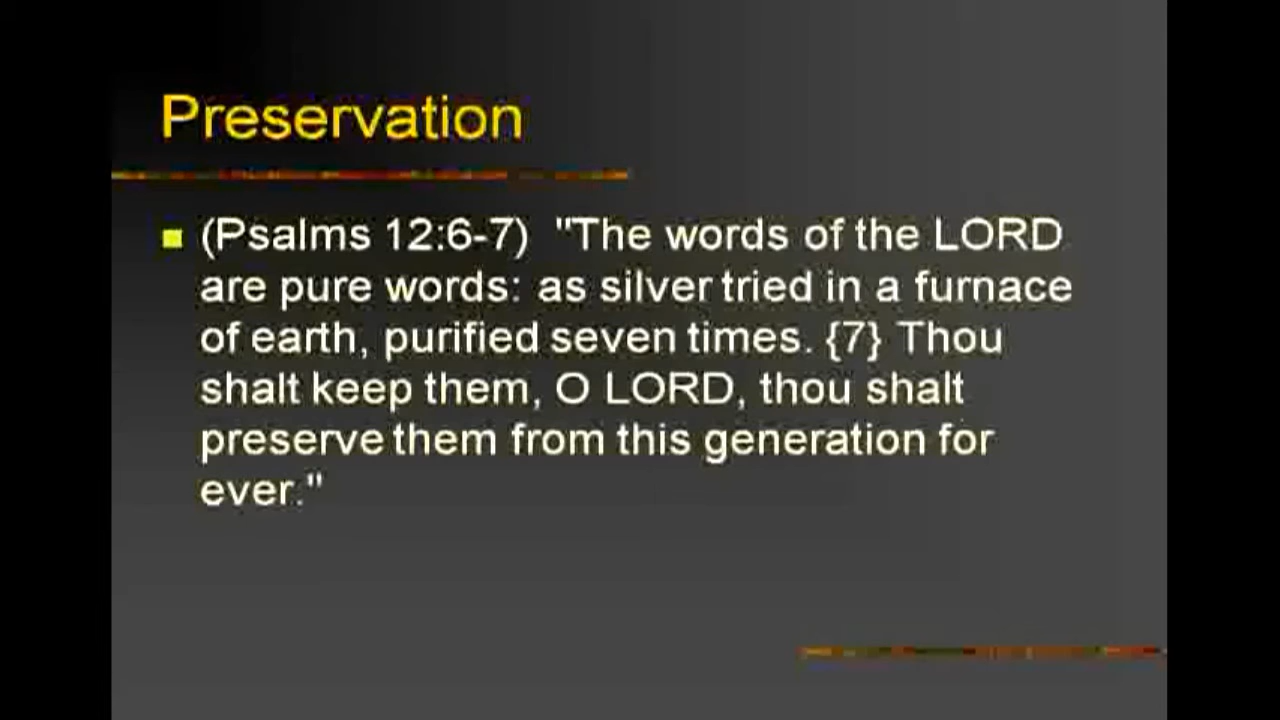 Preservation
(Psalms 12:6-7) "The words of the LORD
are pure words: as silver tried in a furnace
of earth, purified seven times. {7} Thou
shalt keep them, O LORD, thou shalt
preserve them from this generation for
ever."